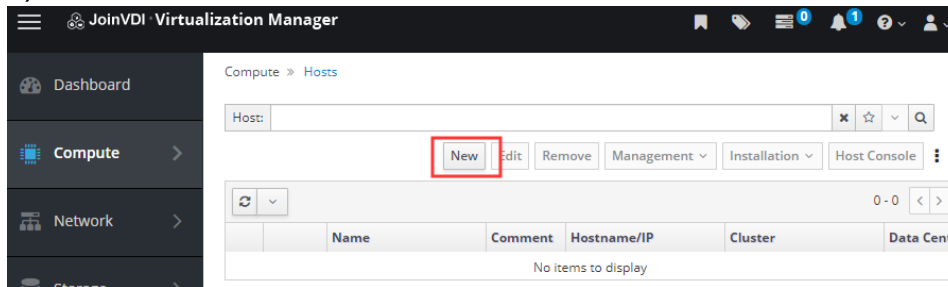 JoinVDI Virtualization Manager
0
1
Dashboard
Compute » Hosts
Host:
Compute
New
Edit
Remove
Management
Installation
Host Console
0 - 0
Network
Name
Comment
Hostname/IP
Cluster
Data Cen
No items to display
Storage